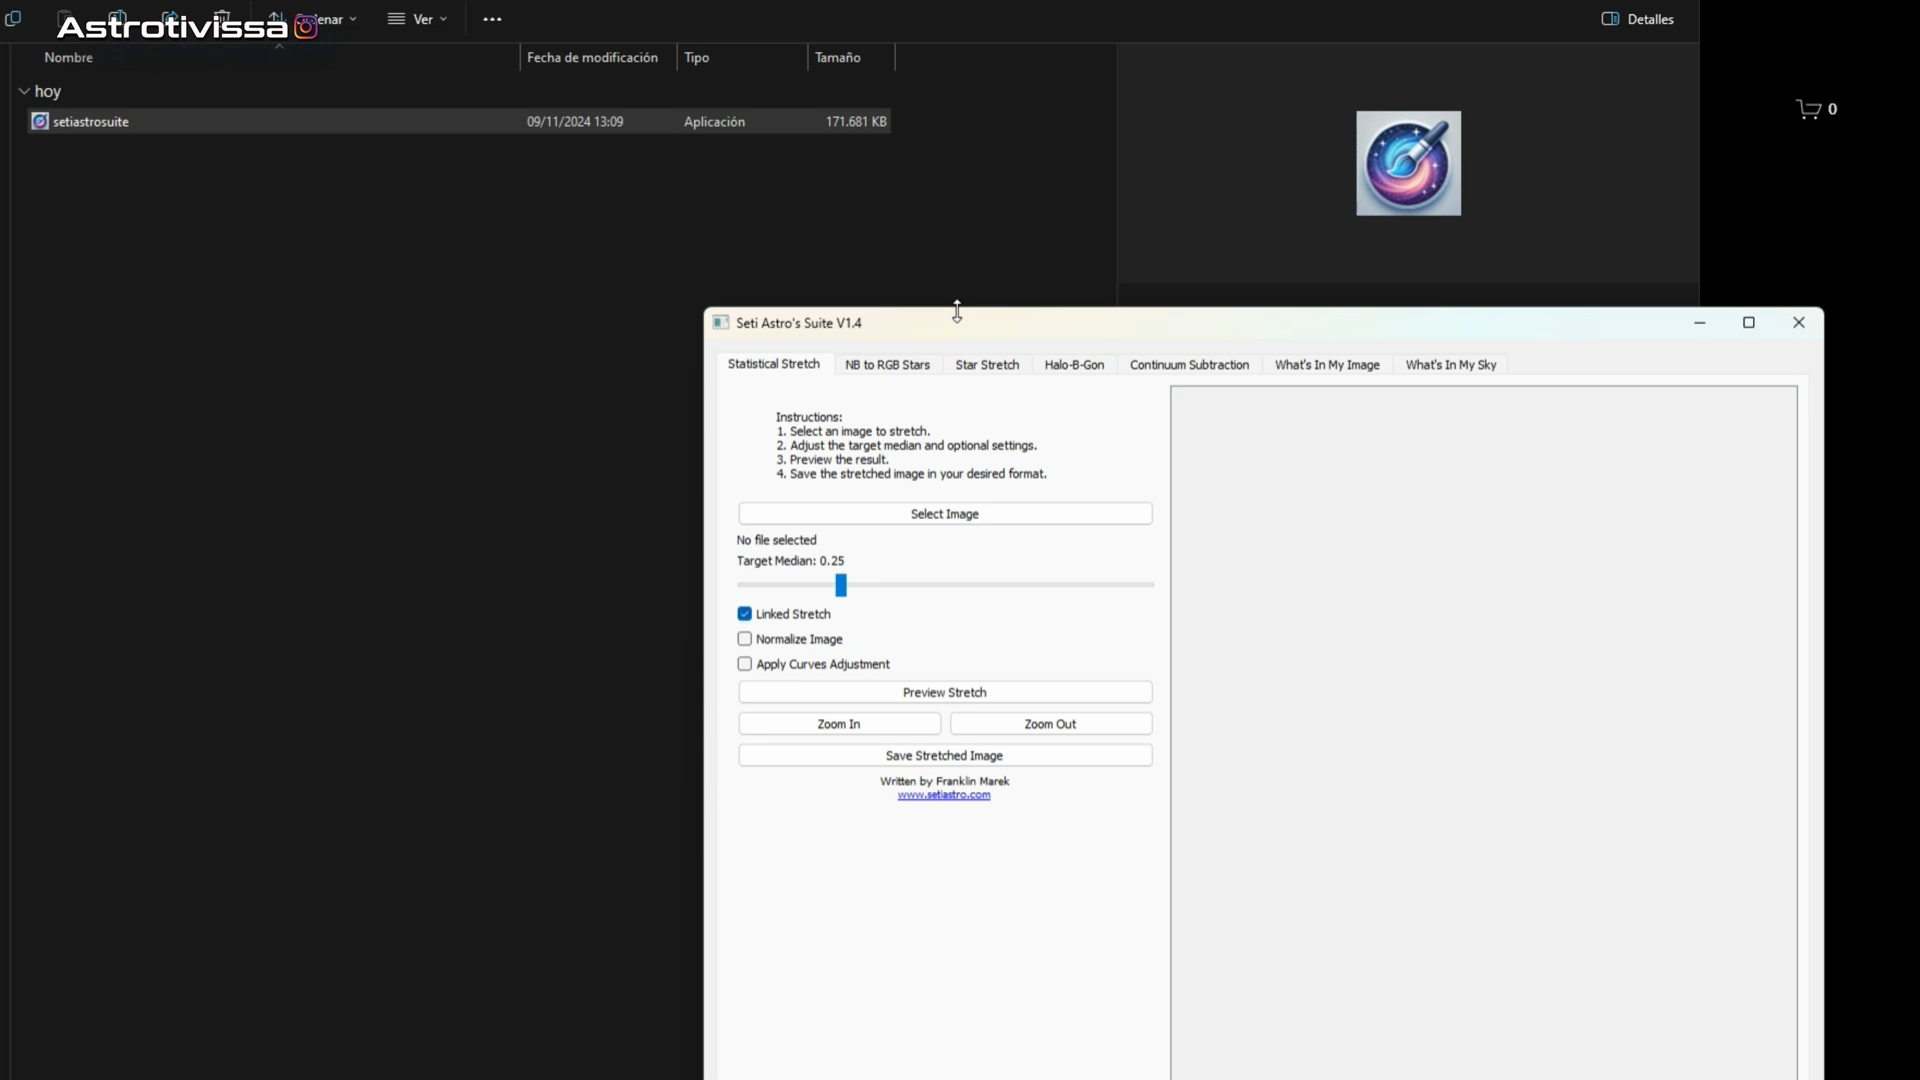 Astrotivissa
Ver
Detalles
Nombre
Fecha de modificación
Tipo
Tamaño
hoy
setiastrosuite
09/11/2024 13:09
Aplicación
171.681 KB
0
Seti Astro's Suite V1.4
Statistical Stretch
NB to RGB Stars
Star Stretch
Halo-B-Gon
Continuum Subtraction
What's In My Image
What's In My Sky
Instructions:
1. Select an image to stretch.
2. Adjust the target median and optional settings.
3. Preview the result.
4. Save the stretched image in your desired format.
Select Image
No file selected
Target Median: 0.25
Linked Stretch
Normalize Image
Apply Curves Adjustment
Preview Stretch
Zoom In
Zoom Out
Save Stretched Image
Written by Franklin Marek
www.setiastro.com